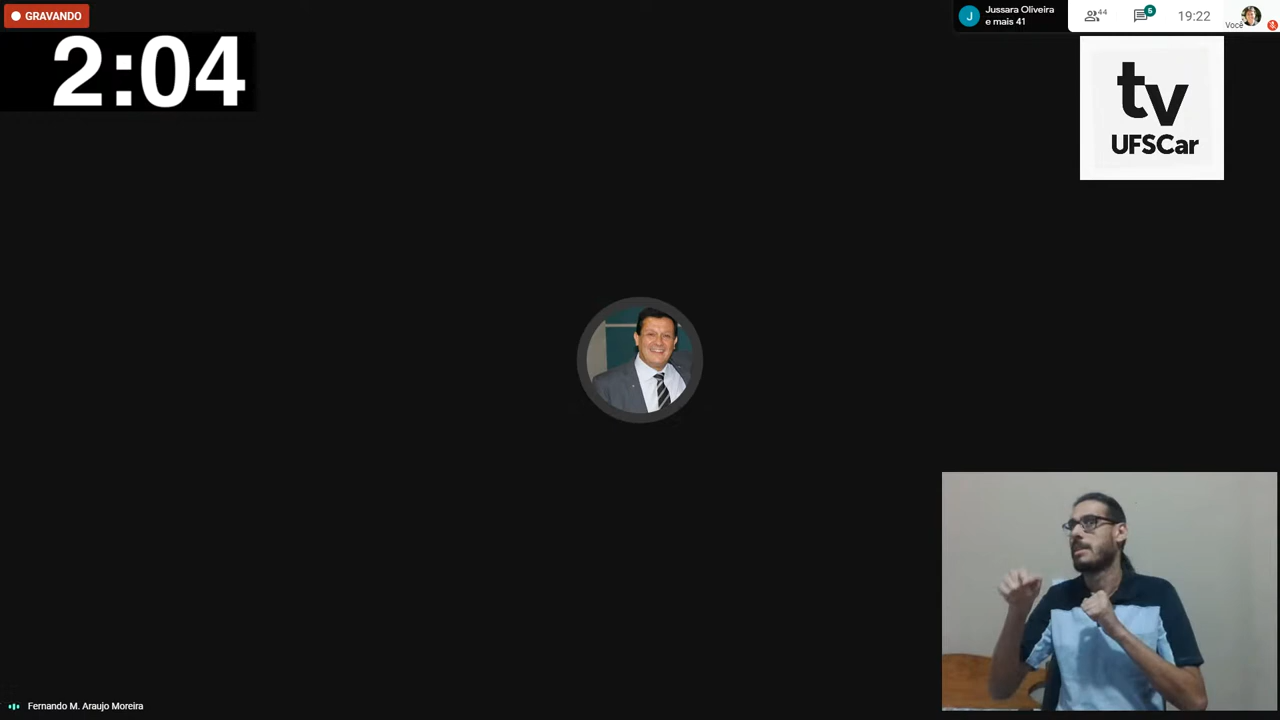 GRAVANDO
J
Jussara Oliveira
e mais 41
44
5
19:22
Você
2:04
tv
UFSCar
Fernando M. Araujo Moreira